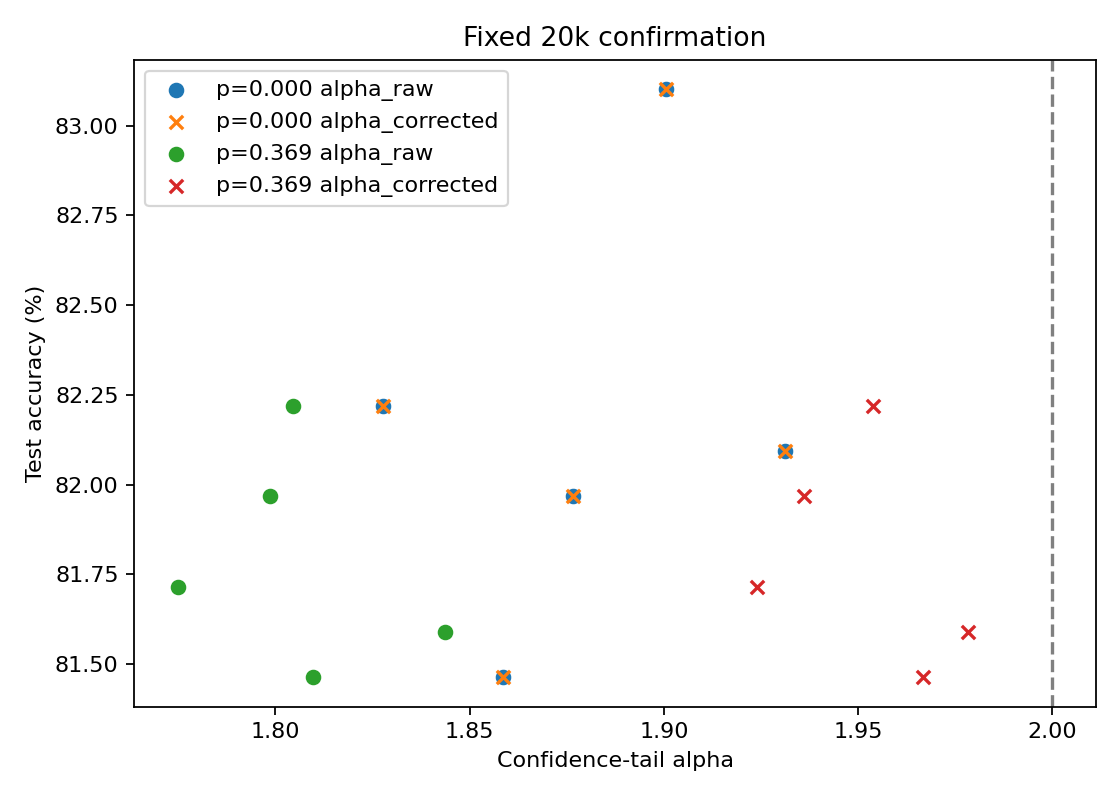 Fixed 20k confirmation
p=0.000 alpha_raw
p=0.000 alpha_corrected
p=0.369 alpha_raw
p=0.369 alpha_corrected
Test accuracy (%)
83.00
82.75
82.50
82.25
82.00
81.75
81.50
1.80 1.85 1.90 1.95 2.00
Confidence-tail alpha